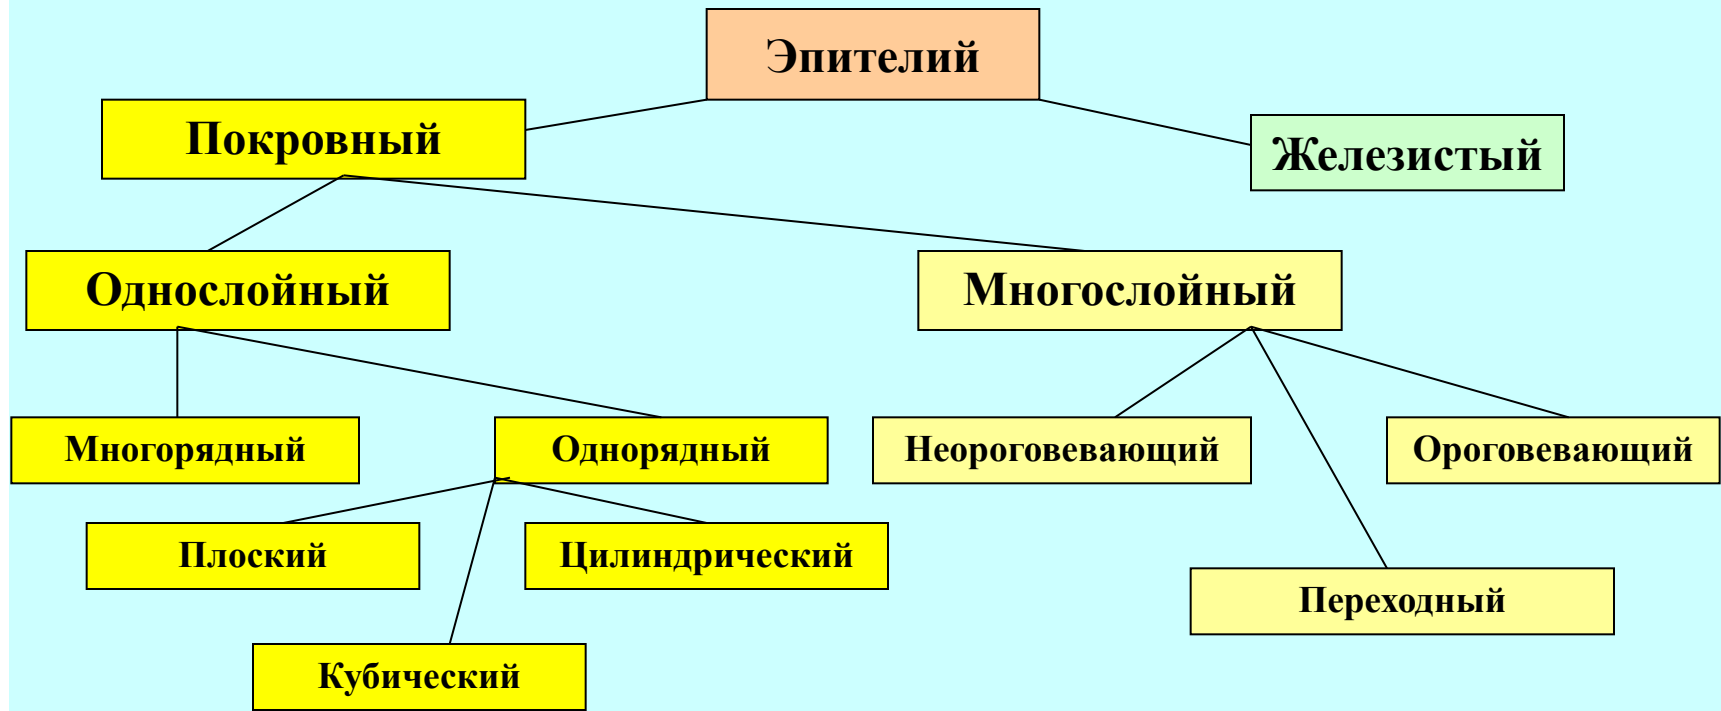 Эпителий
Покровный
Железистый
Однослойный
Многослойный
Многорядный
Однорядный
Неороговевающий
Ороговевающий
Плоский
Цилиндрический
Переходный
Кубический